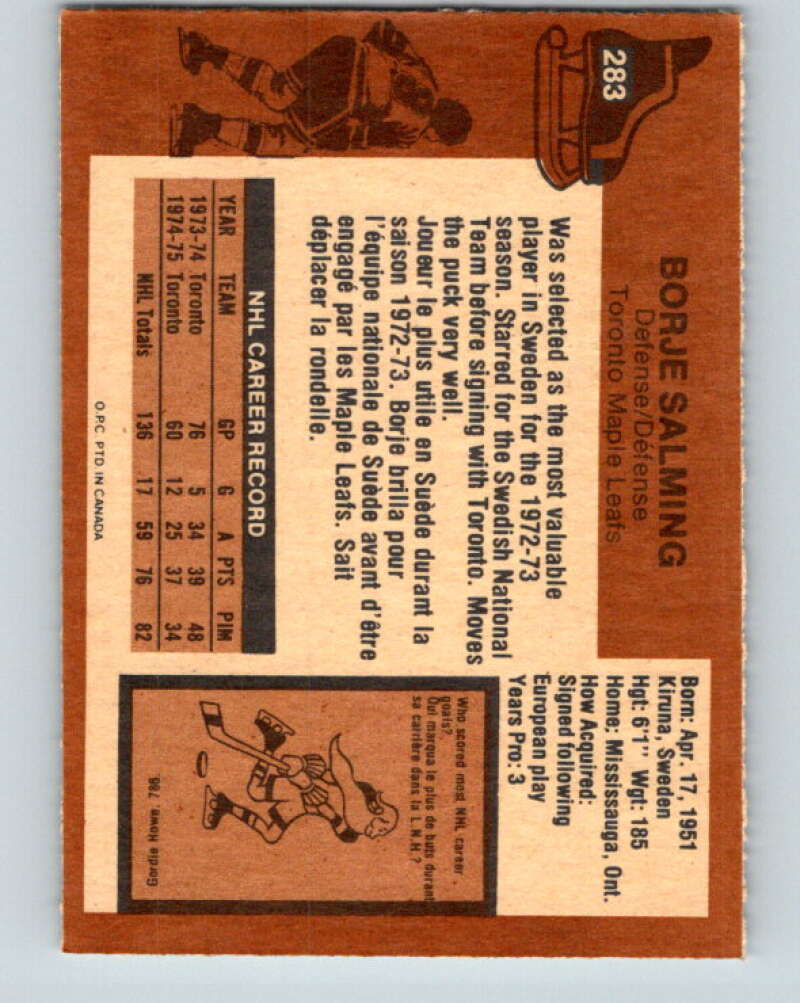 283
BORJE SALMING
Defense/Défense
Toronto Maple Leafs
Born: Apr. 17, 1951
Kiruna, Sweden
Hgt: 6'1" Wgt: 185
Home: Mississauga, Ont.
How Acquired:
Signed following
European play
Years Pro: 3
Was selected as the most valuable
player in Sweden for the 1972-73
season. Starred for the Swedish National
Team before signing with Toronto. Moves
the puck very well.
Joueur le plus utile en Suède durant la
saison 1972-73. Borje brilla pour
l'équipe nationale de Suède avant d'être
engagé par les Maple Leafs. Sait
déplacer la rondelle.
NHL CAREER RECORD
YEAR TEAM GP G A PTS PIM
1973-74 Toronto 76 5 34 39 48
1974-75 Toronto 60 12 25 37 34
NHL Totals 136 17 59 76 82
Who scored most NHL career
goals?
Qui marqua le plus de buts durant
sa carrière dans la L.N.H.?
Gordie Howe, 786.
O.P.C. PTD. IN CANADA